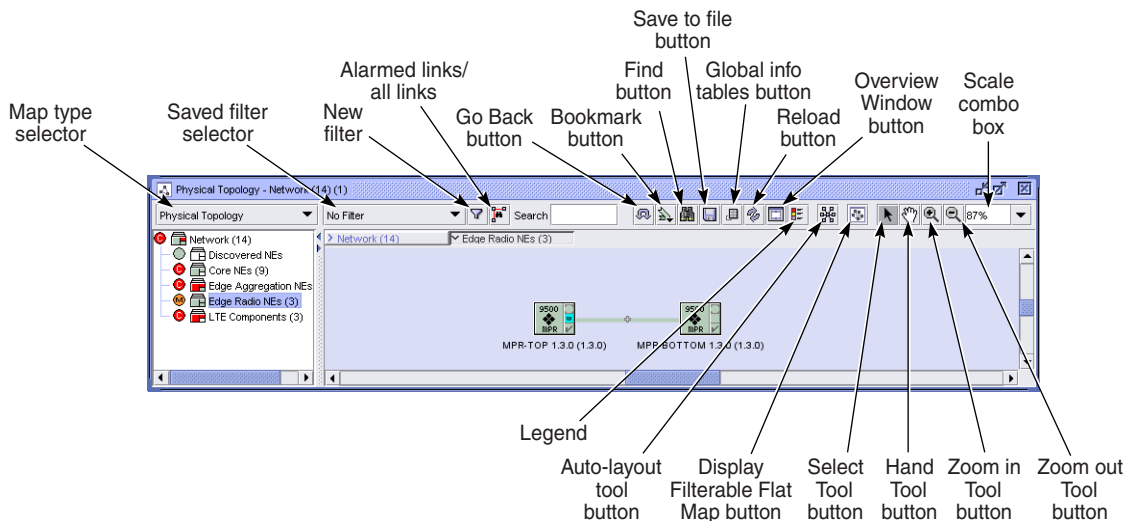 Save to file
button
Alarmed links/
all links
Find
button
Global info
tables button
Overview
Window
button
Scale
combo
box
Map type
selector
Saved filter
selector
New
filter
Go Back
button
Bookmark
button
Reload
button
Physical Topology - Network (14) (1)
Physical Topology
No Filter
Search
87%
Network (14)
Discovered NEs
Core NEs (9)
Edge Aggregation NEs
Edge Radio NEs (3)
LTE Components (3)
> Network (14)
Edge Radio NEs (3)
9500
MPR
9500
MPR
MPR-TOP 1.3.0 (1.3.0)
MPR-BOTTOM 1.3.0 (1.3.0)
C
C
C
M
C
Legend
Auto-layout
tool
button
Display
Filterable Flat
Map button
Select
Tool
button
Hand
Tool
button
Zoom in
Tool
button
Zoom out
Tool
button